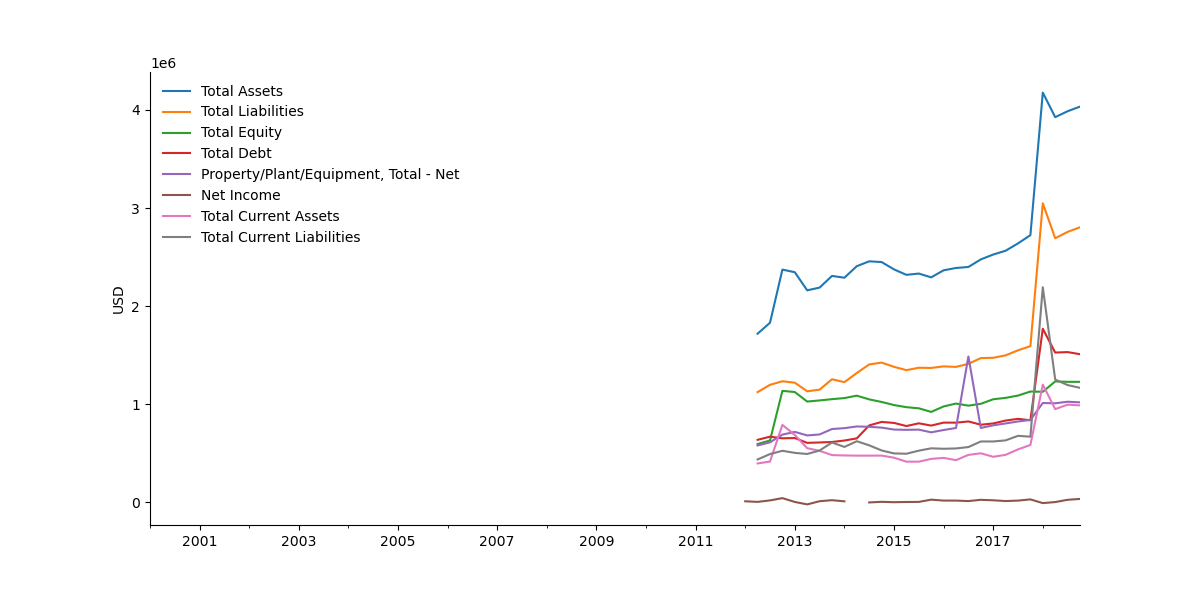 1e6
Total Assets
Total Liabilities
Total Equity
Total Debt
Property/Plant/Equipment, Total - Net
Net Income
Total Current Assets
Total Current Liabilities
USD
4
3
2
1
0
2001 2003 2005 2007 2009 2011 2013 2015 2017